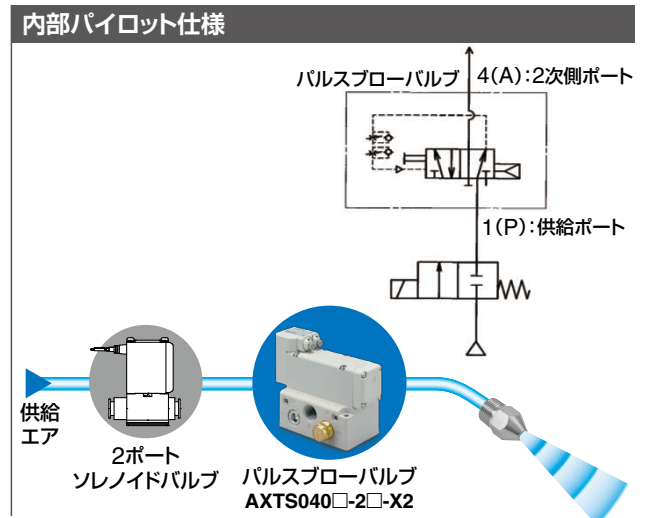 内部パイロット仕様
パルスブローバルブ
4(A):2次側ポート
1(P):供給ポート
供給
エア
2ポート
ソレノイドバルブ
パルスブローバルブ
AXTS040□-2□-X2